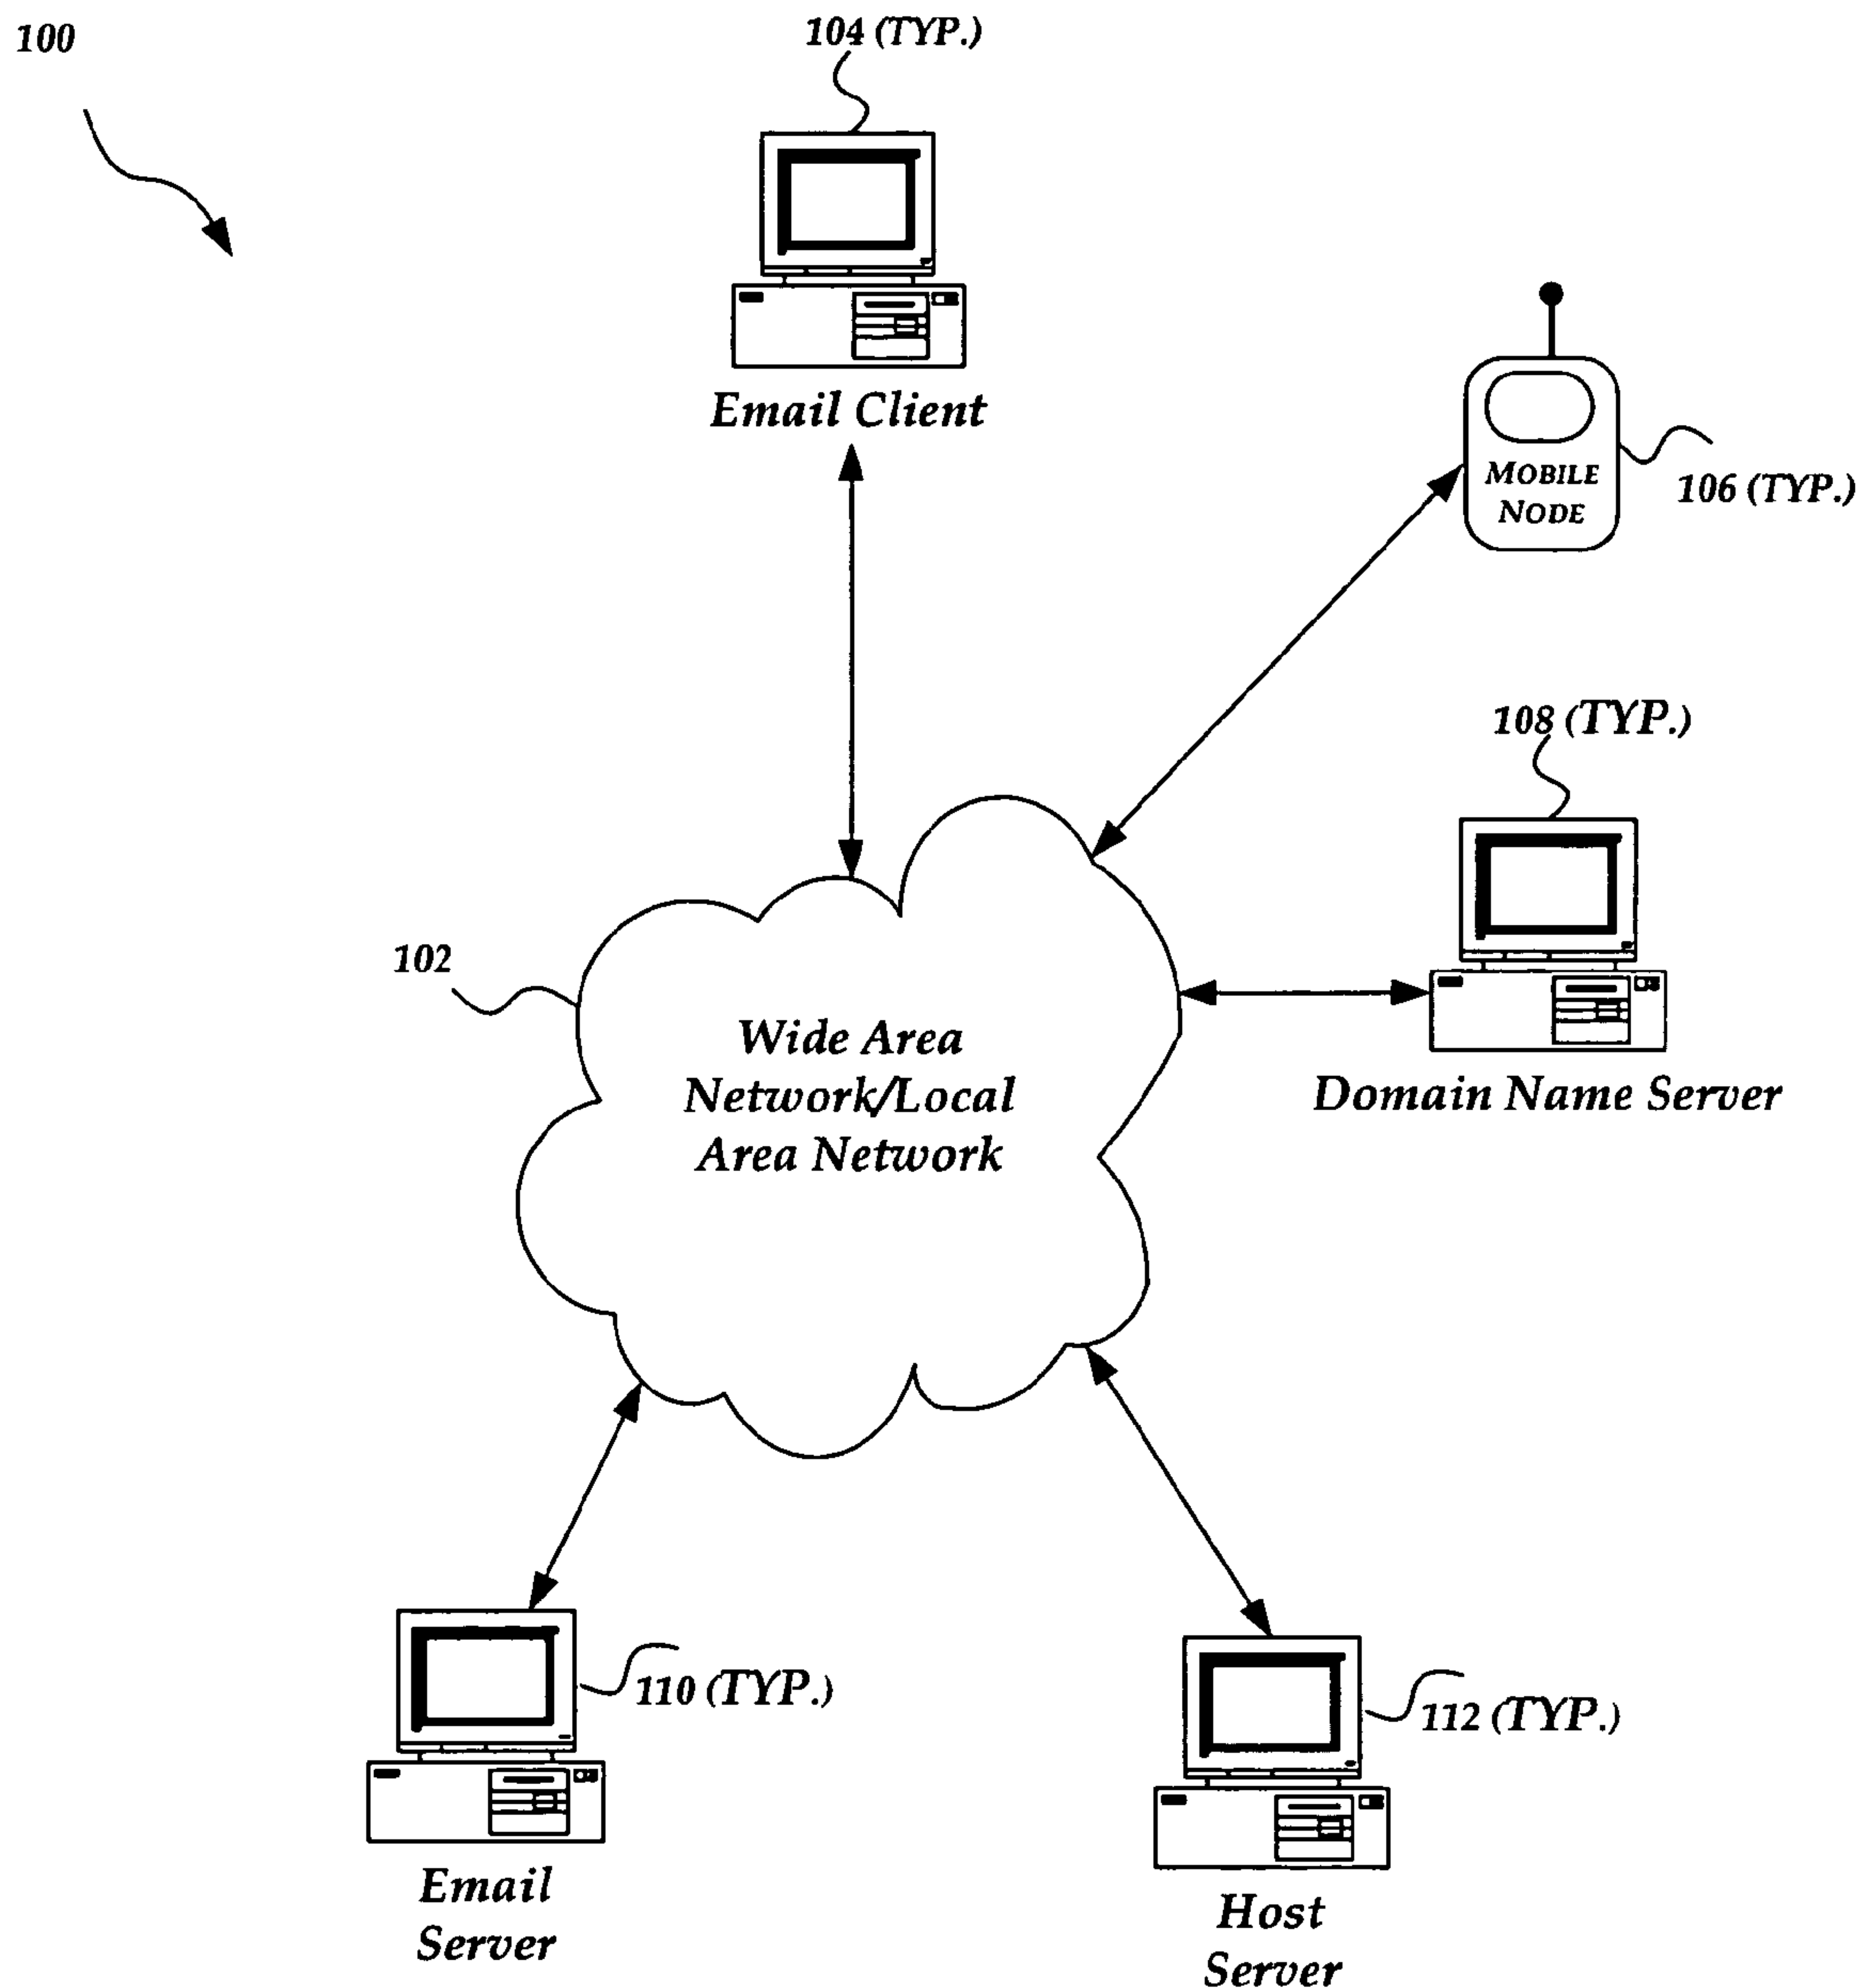 100
104 (TYP.)
Email Client
MOBILE
NODE
106 (TYP.)
108 (TYP.)
Domain Name Server
102
Wide Area
Network/Local
Area Network
110 (TYP.)
Email
Server
112 (TYP.)
Host
Server